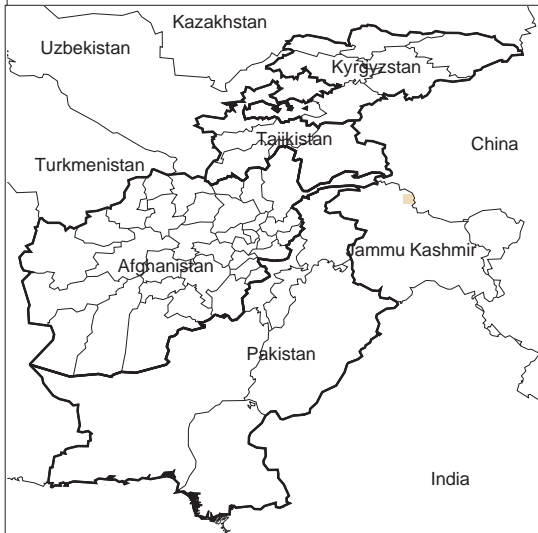 Kazakhstan
Uzbekistan
Kyrgyzstan
Tajikistan
China
Turkmenistan
Jammu Kashmir
Afghanistan
Pakistan
India